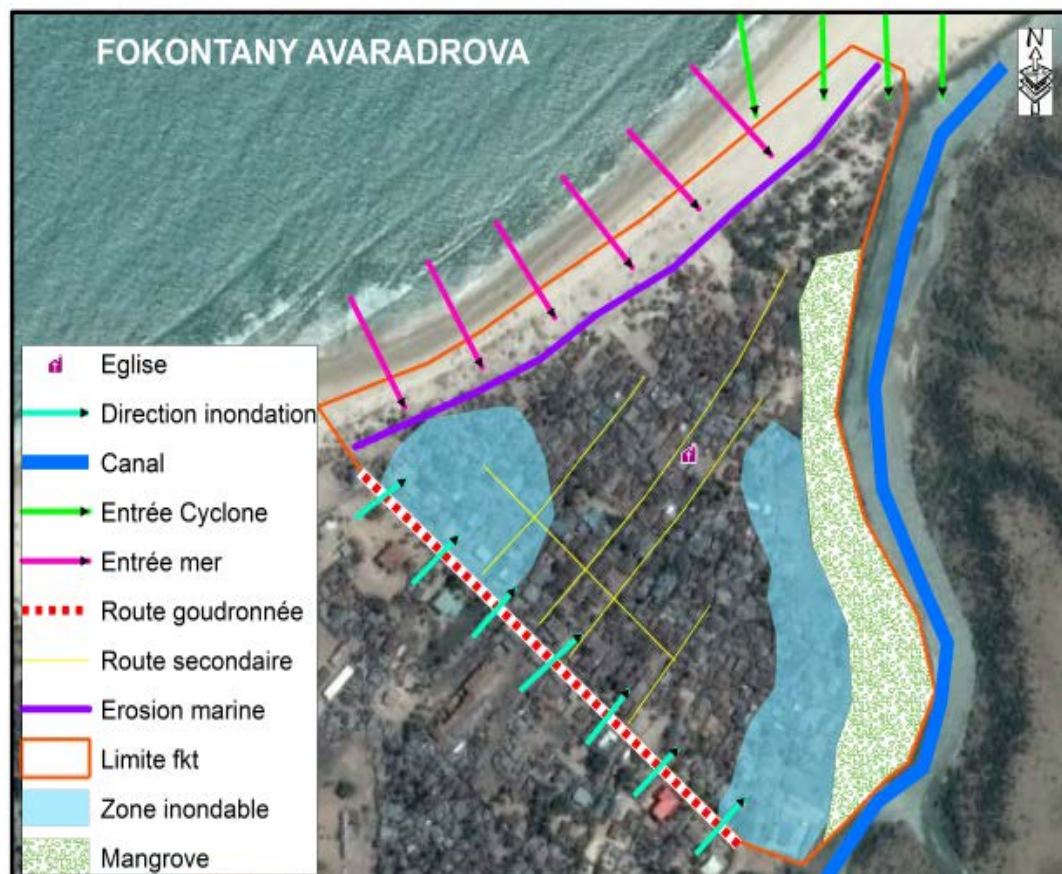 FOKONTANY AVARADROVA
N
Eglise
Direction inondation
Canal
Entrée Cyclone
Entrée mer
Route goudronnée
Route secondaire
Erosion marine
Limite fkt
Zone inondable
Mangrove